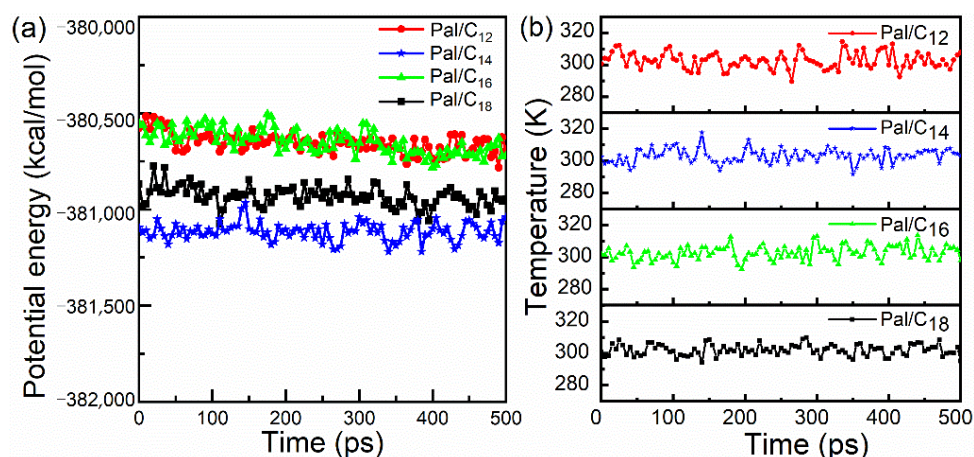 (a)
Potential energy (kcal/mol)
−380,000
−380,500
−381,000
−381,500
−382,000
Pal/C12
Pal/C14
Pal/C16
Pal/C18
0 100 200 300 400 500
Time (ps)
(b)
Temperature (K)
320
300
280
Pal/C12
320
300
280
Pal/C14
320
300
280
Pal/C16
320
300
280
Pal/C18
0 100 200 300 400 500
Time (ps)